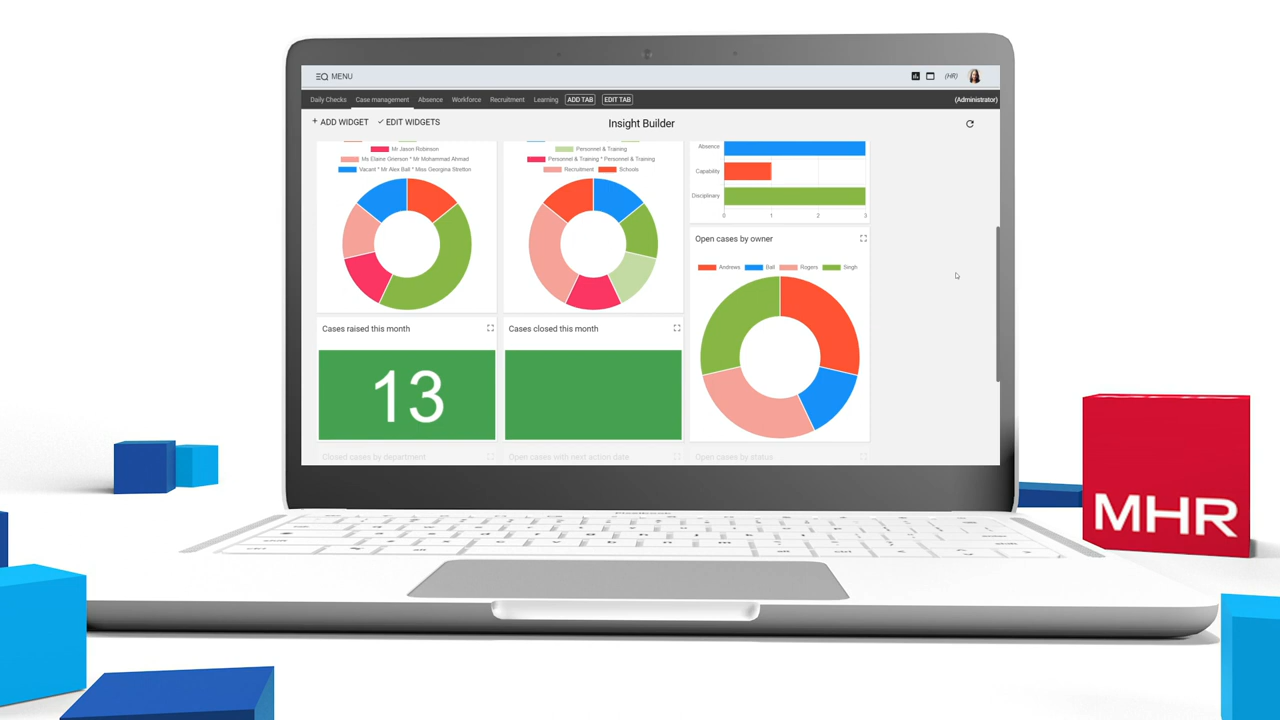 MENU
(HR)
Daily Checks Case management Absence Workforce Recruitment Learning ADD TAB EDIT TAB (Administrator)
+ ADD WIDGET EDIT WIDGETS Insight Builder
Mr Jason Robinson
Ms Elaine Grierson * Mr Mohammad Ahmad
Vacant * Mr Alex Ball * Miss Georgina Stretton
Personnel & Training
Personnel & Training * Personnel & Training
Recruitment Schools
Absence
Capability
Disciplinary
0 1 2 3
Open cases by owner
Andrews Ball Rogers Singh
Cases raised this month
13
Cases closed this month
Closed cases by department
Open cases with next action date
Open cases by status
MHR